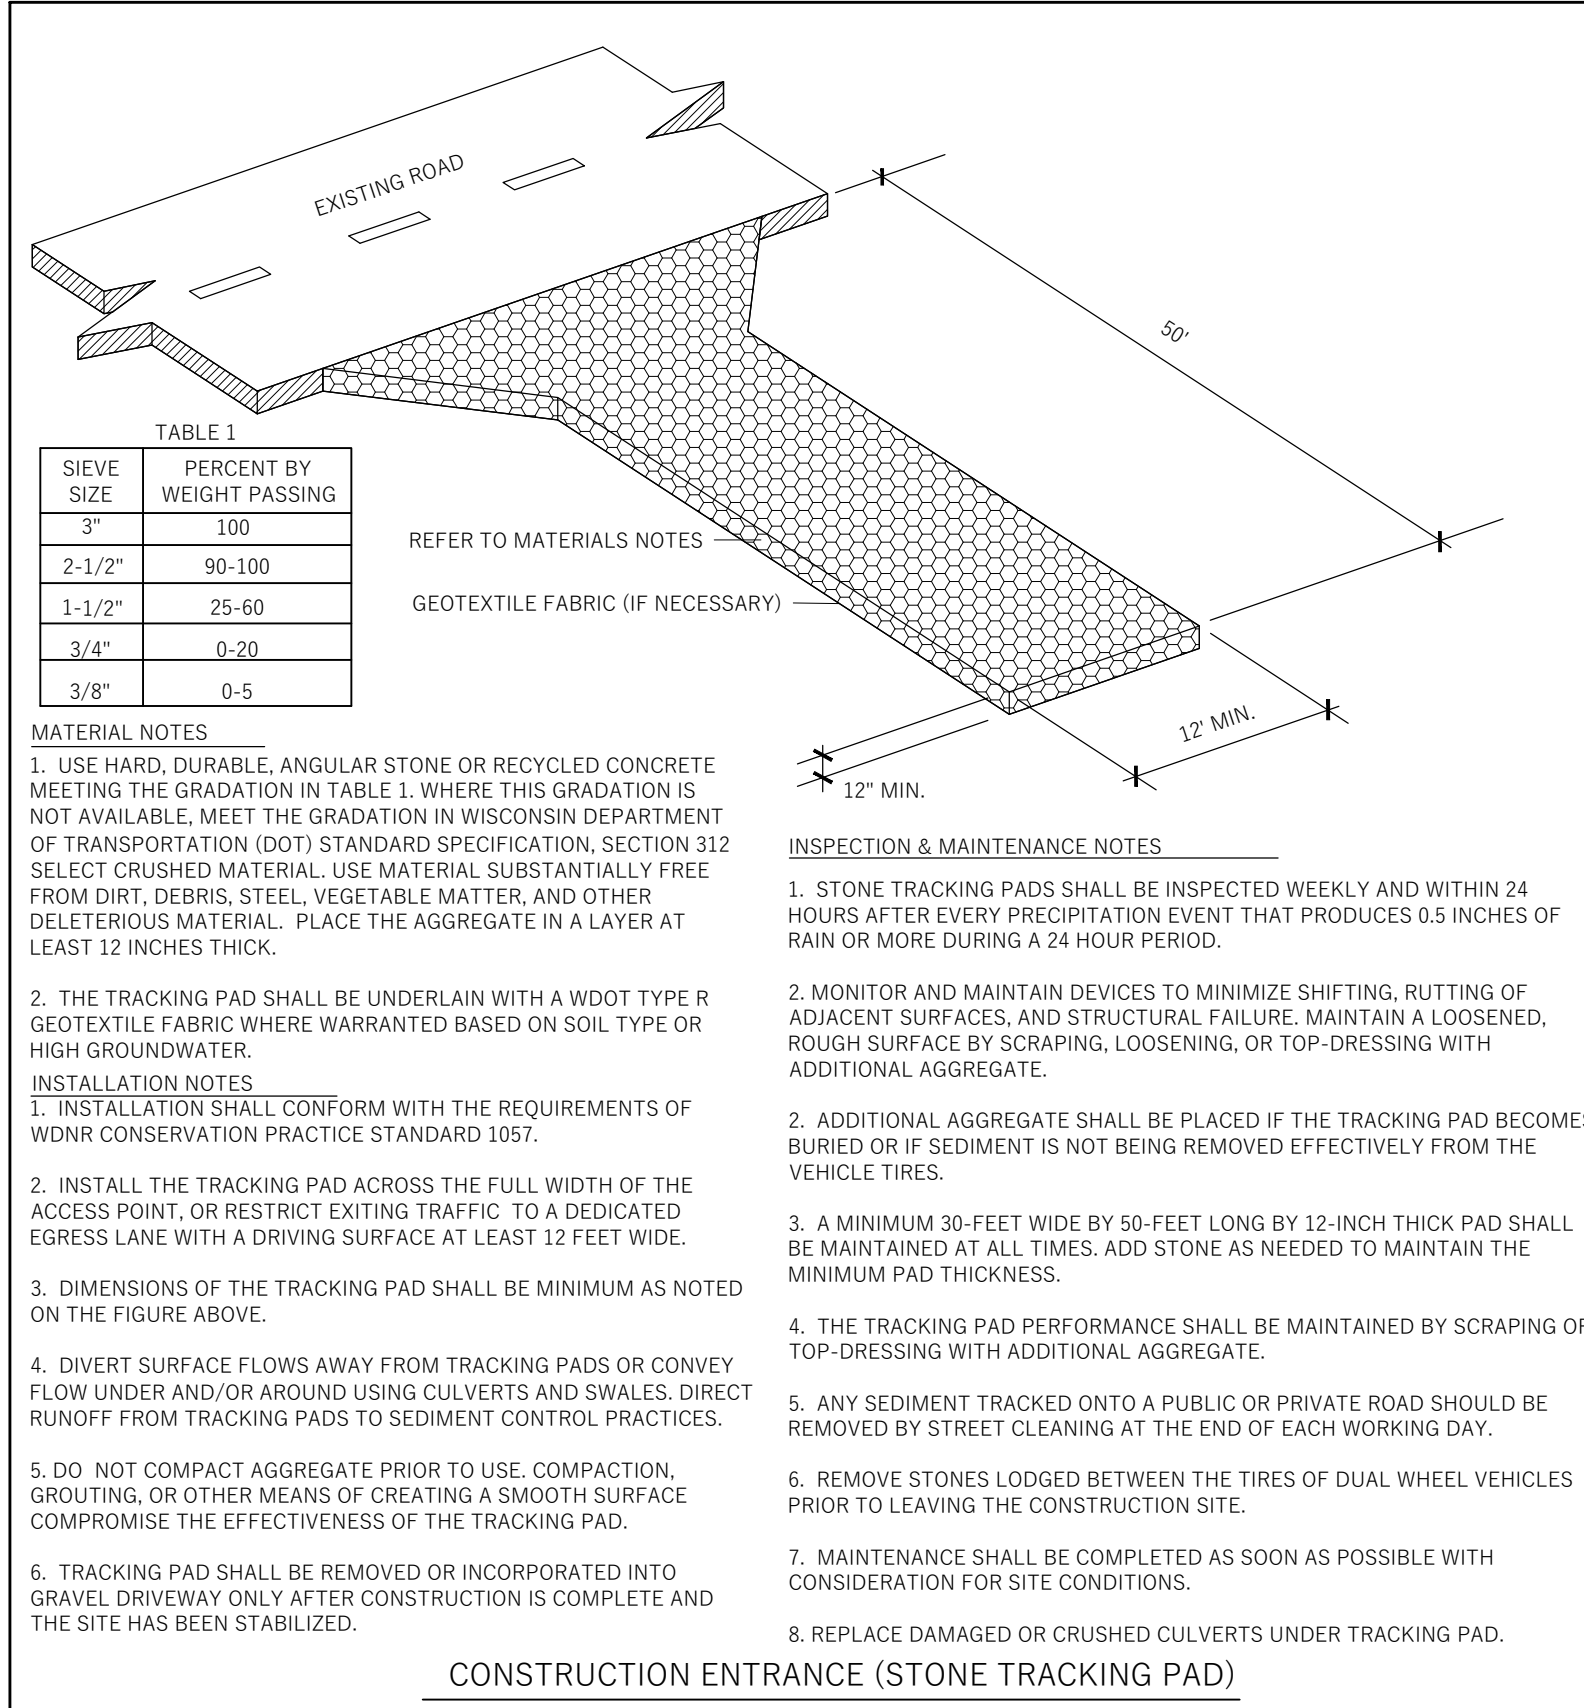 EXISTING ROAD
50'
TABLE 1
SIEVE SIZE PERCENT BY WEIGHT PASSING
3" 100
2-1/2" 90-100
1-1/2" 25-60
3/4" 0-20
3/8" 0-5
REFER TO MATERIALS NOTES
GEOTEXTILE FABRIC (IF NECESSARY)
12' MIN.
12" MIN.
MATERIAL NOTES
1. USE HARD, DURABLE, ANGULAR STONE OR RECYCLED CONCRETE
MEETING THE GRADATION IN TABLE 1. WHERE THIS GRADATION IS
NOT AVAILABLE, MEET THE GRADATION IN WISCONSIN DEPARTMENT
OF TRANSPORTATION (DOT) STANDARD SPECIFICATION, SECTION 312
SELECT CRUSHED MATERIAL. USE MATERIAL SUBSTANTIALLY FREE
FROM DIRT, DEBRIS, STEEL, VEGETABLE MATTER, AND OTHER
DELETERIOUS MATERIAL. PLACE THE AGGREGATE IN A LAYER AT
LEAST 12 INCHES THICK.
2. THE TRACKING PAD SHALL BE UNDERLAIN WITH A WDOT TYPE R
GEOTEXTILE FABRIC WHERE WARRANTED BASED ON SOIL TYPE OR
HIGH GROUNDWATER.
INSTALLATION NOTES
1. INSTALLATION SHALL CONFORM WITH THE REQUIREMENTS OF
WDNR CONSERVATION PRACTICE STANDARD 1057.
2. INSTALL THE TRACKING PAD ACROSS THE FULL WIDTH OF THE
ACCESS POINT, OR RESTRICT EXITING TRAFFIC TO A DEDICATED
EGRESS LANE WITH A DRIVING SURFACE AT LEAST 12 FEET WIDE.
3. DIMENSIONS OF THE TRACKING PAD SHALL BE MINIMUM AS NOTED
ON THE FIGURE ABOVE.
4. DIVERT SURFACE FLOWS AWAY FROM TRACKING PADS OR CONVEY
FLOW UNDER AND/OR AROUND USING CULVERTS AND SWALES. DIRECT
RUNOFF FROM TRACKING PADS TO SEDIMENT CONTROL PRACTICES.
5. DO NOT COMPACT AGGREGATE PRIOR TO USE. COMPACTION,
GROUTING, OR OTHER MEANS OF CREATING A SMOOTH SURFACE
COMPROMISE THE EFFECTIVENESS OF THE TRACKING PAD.
6. TRACKING PAD SHALL BE REMOVED OR INCORPORATED INTO
GRAVEL DRIVEWAY ONLY AFTER CONSTRUCTION IS COMPLETE AND
THE SITE HAS BEEN STABILIZED.
INSPECTION & MAINTENANCE NOTES
1. STONE TRACKING PADS SHALL BE INSPECTED WEEKLY AND WITHIN 24
HOURS AFTER EVERY PRECIPITATION EVENT THAT PRODUCES 0.5 INCHES OF
RAIN OR MORE DURING A 24 HOUR PERIOD.
2. MONITOR AND MAINTAIN DEVICES TO MINIMIZE SHIFTING, RUTTING OF
ADJACENT SURFACES, AND STRUCTURAL FAILURE. MAINTAIN A LOOSENED,
ROUGH SURFACE BY SCRAPING, LOOSENING, OR TOP-DRESSING WITH
ADDITIONAL AGGREGATE.
2. ADDITIONAL AGGREGATE SHALL BE PLACED IF THE TRACKING PAD BECOMES
BURIED OR IF SEDIMENT IS NOT BEING REMOVED EFFECTIVELY FROM THE
VEHICLE TIRES.
3. A MINIMUM 30-FEET WIDE BY 50-FEET LONG BY 12-INCH THICK PAD SHALL
BE MAINTAINED AT ALL TIMES. ADD STONE AS NEEDED TO MAINTAIN THE
MINIMUM PAD THICKNESS.
4. THE TRACKING PAD PERFORMANCE SHALL BE MAINTAINED BY SCRAPING OR
TOP-DRESSING WITH ADDITIONAL AGGREGATE.
5. ANY SEDIMENT TRACKED ONTO A PUBLIC OR PRIVATE ROAD SHOULD BE
REMOVED BY STREET CLEANING AT THE END OF EACH WORKING DAY.
6. REMOVE STONES LODGED BETWEEN THE TIRES OF DUAL WHEEL VEHICLES
PRIOR TO LEAVING THE CONSTRUCTION SITE.
7. MAINTENANCE SHALL BE COMPLETED AS SOON AS POSSIBLE WITH
CONSIDERATION FOR SITE CONDITIONS.
8. REPLACE DAMAGED OR CRUSHED CULVERTS UNDER TRACKING PAD.
CONSTRUCTION ENTRANCE (STONE TRACKING PAD)